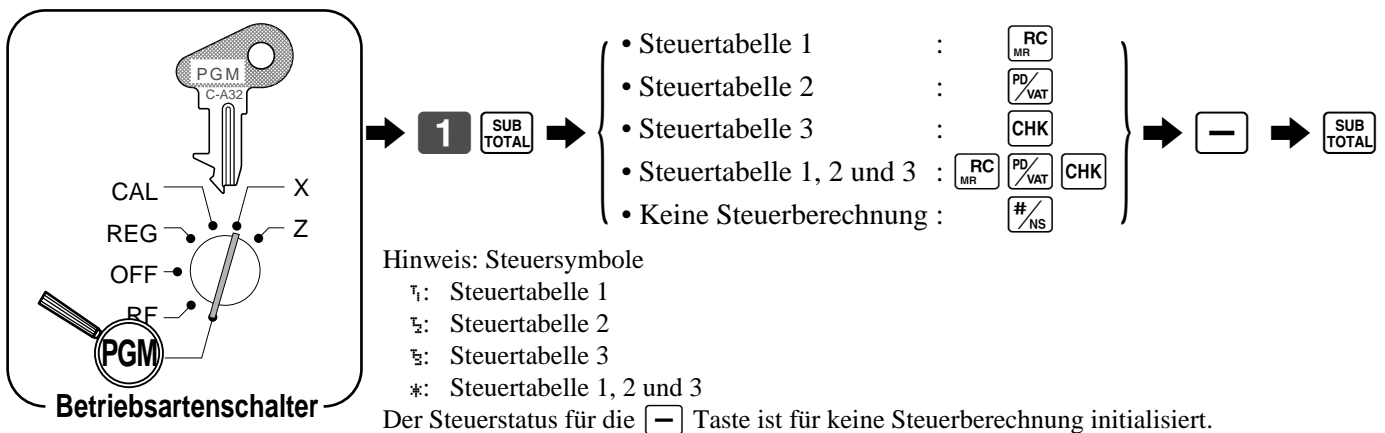 PGM
C-A32
CAL
X
REG
Z
OFF
RF
PGM
Betriebsartenschalter
1 SUB TOTAL
• Steuertabelle 1 : RC MR
• Steuertabelle 2 : PD/VAT
• Steuertabelle 3 : CHK
• Steuertabelle 1, 2 und 3 : RC MR PD/VAT CHK
• Keine Steuerberechnung : #/NS
−
SUB TOTAL
Hinweis: Steuersymbole
T1: Steuertabelle 1
T2: Steuertabelle 2
T3: Steuertabelle 3
*: Steuertabelle 1, 2 und 3
Der Steuerstatus für die − Taste ist für keine Steuerberechnung initialisiert.